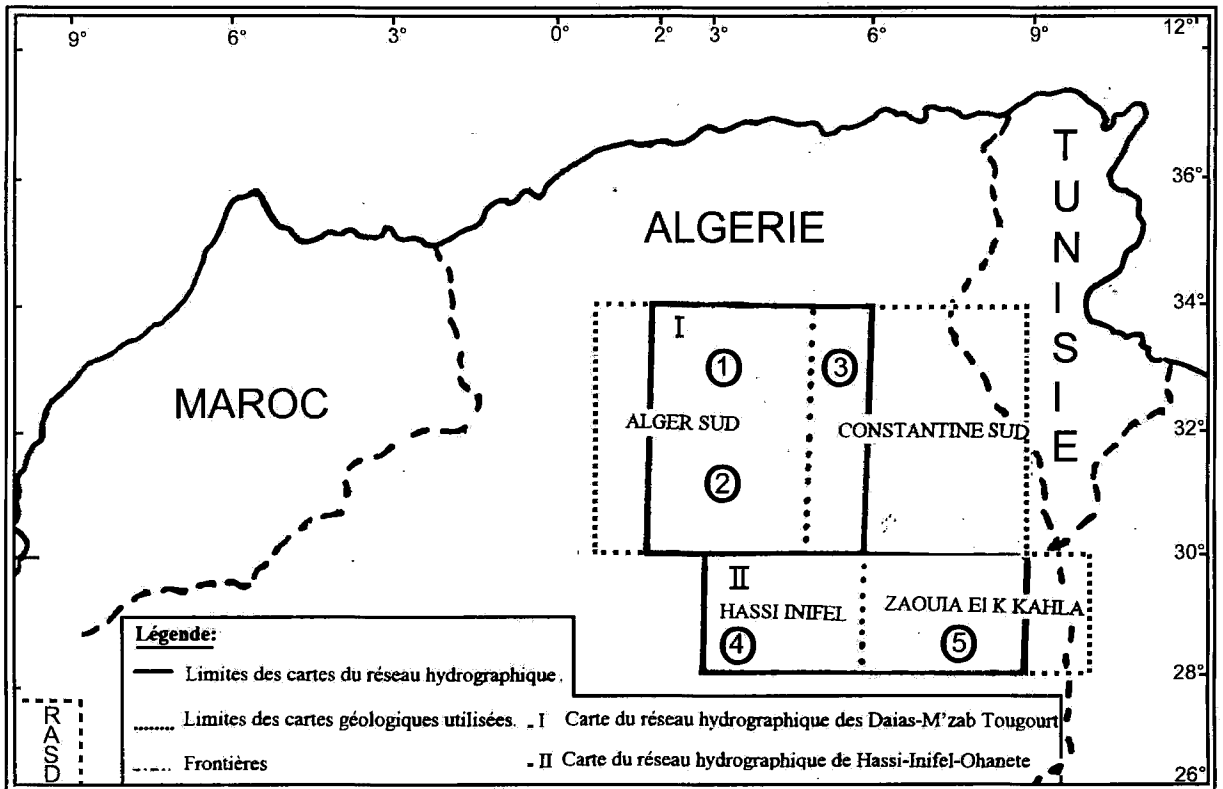 9° 6° 3° 0° 2° 3° 6° 9° 12°
36°
34°
32°
30°
28°
26°
TUNISIE
ALGERIE
MAROC
I
1
3
ALGER SUD
CONSTANTINE SUD
2
II
HASSI INIFEL
ZAOUIA El K KAHLA
4
5
RASD
Légende:
Limites des cartes du réseau hydrographique.
Limites des cartes géologiques utilisées.
Frontières
- I Carte du réseau hydrographique des Daias-M'zab Tougourt
- II Carte du réseau hydrographique de Hassi-Inifel-Ohanete